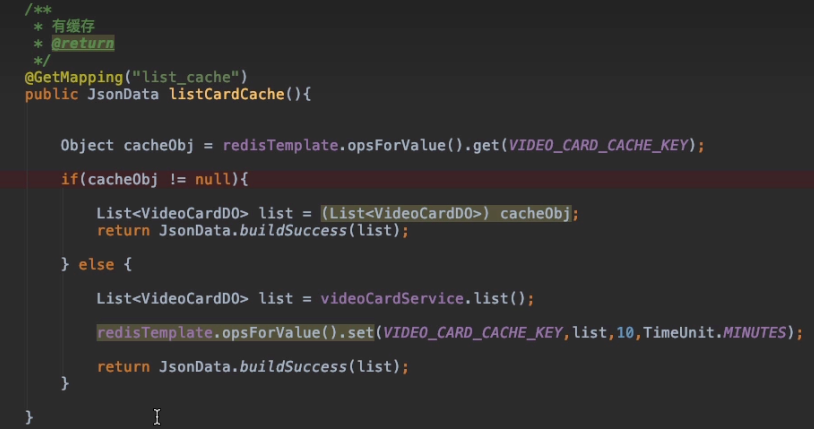 /**
 * 有缓存
 * @return
 */
@GetMapping("list_cache")
public JsonData listCardCache(){
Object cacheObj = redisTemplate.opsForValue().get(VIDEO_CARD_CACHE_KEY);
if(cacheObj != null){
List<VideoCardDO> list = (List<VideoCardDO>) cacheObj;
return JsonData.buildSuccess(list);
} else {
List<VideoCardDO> list = videoCardService.list();
redisTemplate.opsForValue().set(VIDEO_CARD_CACHE_KEY,list,10,TimeUnit.MINUTES);
return JsonData.buildSuccess(list);
}
}